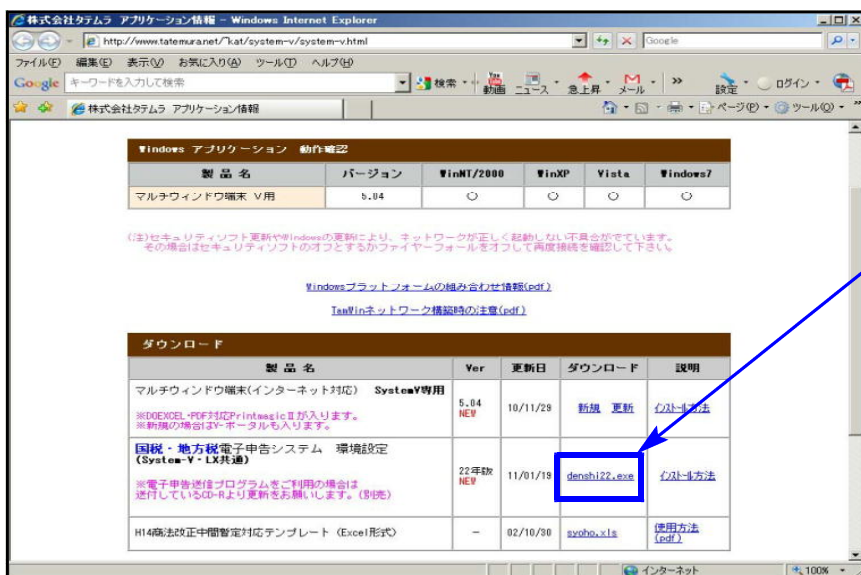 株式会社タテムラ アプリケーション情報 - Windows Internet Explorer
http://www.tatemura.net/~kat/system-v/system-v.html
Google
ファイル(F) 編集(E) 表示(V) お気に入り(A) ツール(T) ヘルプ(H)
Google キーワードを入力して検索 検索 動画 ニュース 急上昇 メール » 設定 ログイン
株式会社タテムラ アプリケーション情報 ページ(P) ツール(O) »
Windows アプリケーション 動作確認
製品名 バージョン WinNT/2000 WinXP Vista Windows7
マルチウィンドウ端末 V用 5.04 ○ ○ ○ ○
(注)セキュリティソフト更新やWindowsの更新により、ネットワークが正しく起動しない不具合がでています。
その場合はセキュリティソフトのオフとするかファイヤーフォールをオフして再度接続を確認して下さい。
Windowsプラットフォームの組み合わせ情報(pdf)
TamWinネットワーク構築時の注意(pdf)
ダウンロード
製品名 Ver 更新日 ダウンロード 説明
マルチウィンドウ端末(インターネット対応) SystemV専用
※DOEXCEL・PDF対応PrintmagicⅡが入ります。
※新規の場合はV-ポータルも入ります。
5.04
NEW
10/11/29 新規 更新 インストール方法
国税・地方税電子申告システム 環境設定
(System-V・LX共通)
※電子申告送信プログラムをご利用の場合は
送付しているCD-Rより更新をお願いします。(別売)
22年版
NEW
11/01/19 denshi22.exe インストール方法
H14商法改正中間暫定対応テンプレート (Excel形式) - 02/10/30 syoho.xls 使用方法
(pdf)
インターネット 100%